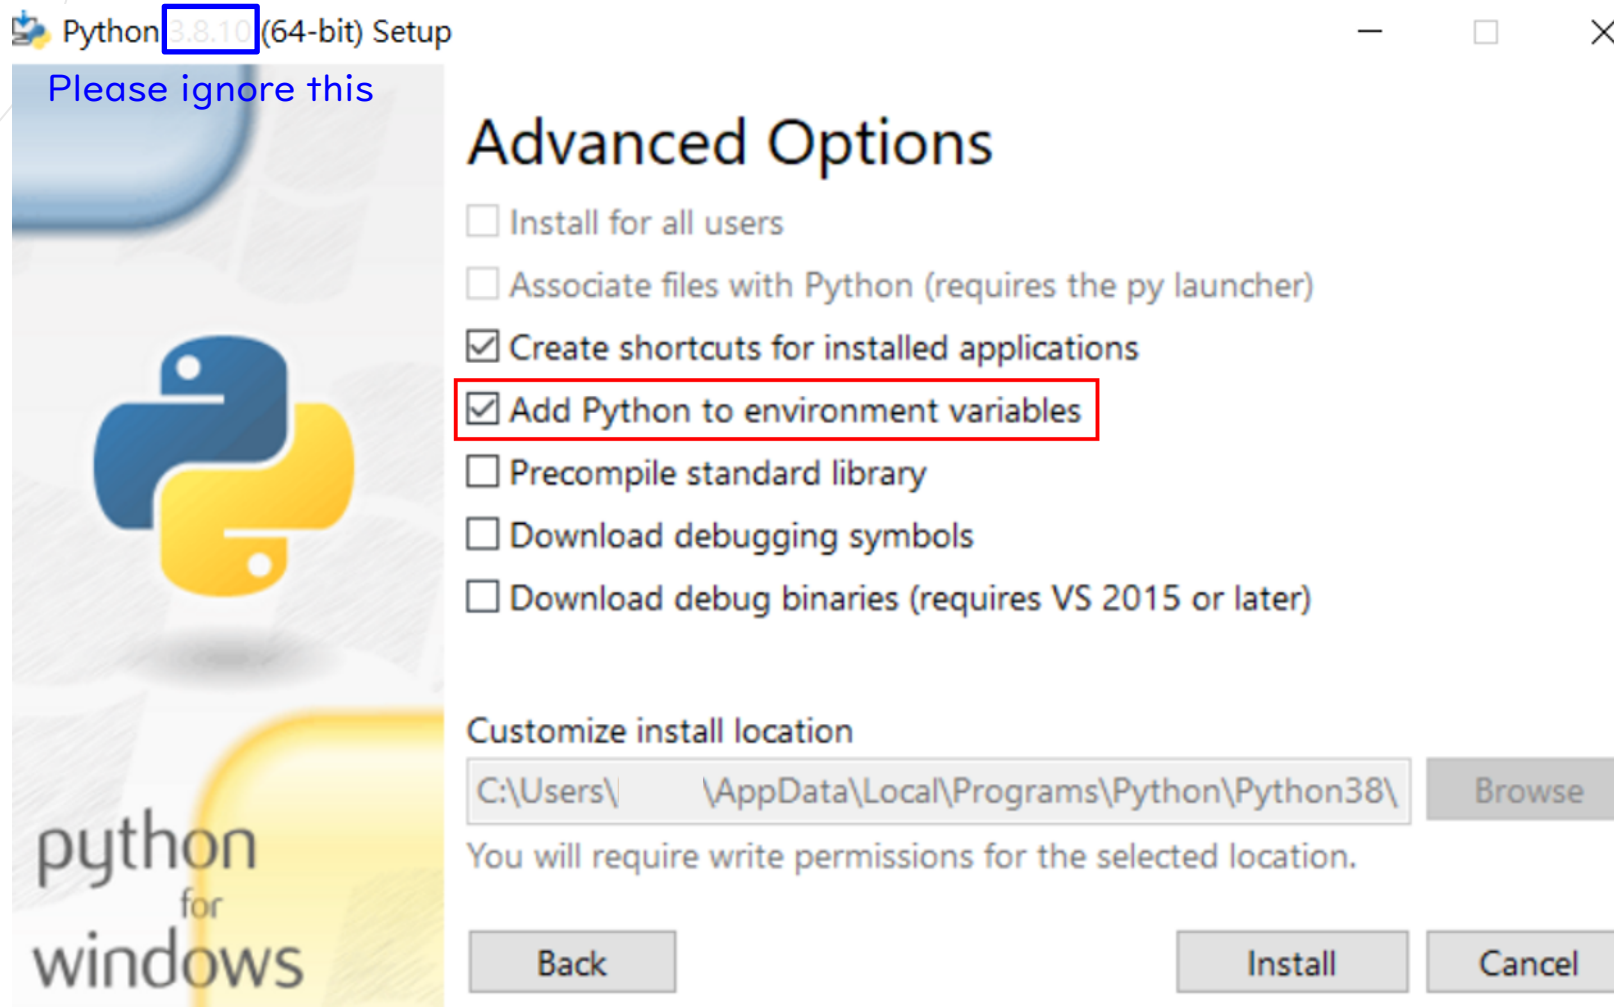 Python 3.8.10 (64-bit) Setup
Please ignore this
Advanced Options
Install for all users
Associate files with Python (requires the py launcher)
Create shortcuts for installed applications
Add Python to environment variables
Precompile standard library
Download debugging symbols
Download debug binaries (requires VS 2015 or later)
Customize install location
C:\Users\ \AppData\Local\Programs\Python\Python38\
Browse
You will require write permissions for the selected location.
python
for
windows
Back
Install
Cancel